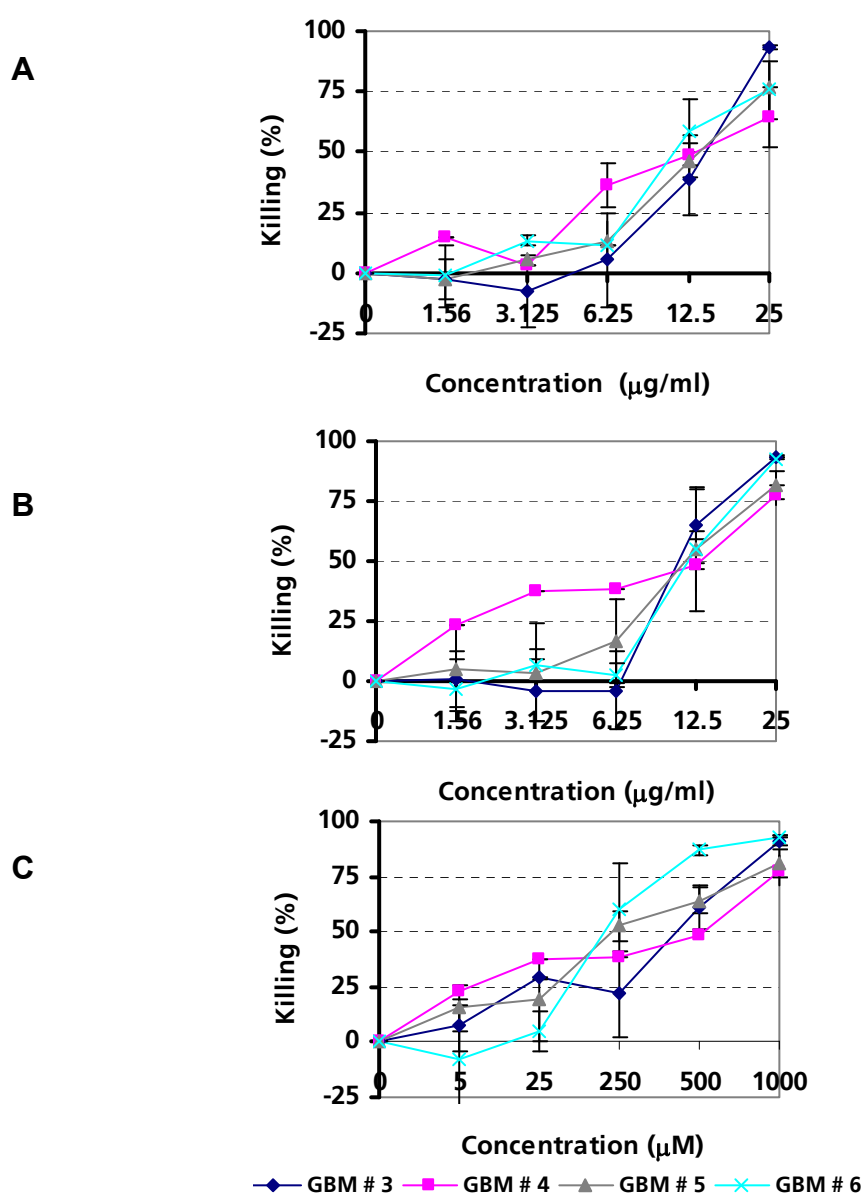 A
100
75
50
25
0
-25
Killing (%)
0 1.56 3.125 6.25 12.5 25
Concentration (μg/ml)
B
100
75
50
25
0
-25
Killing (%)
0 1.56 3.125 6.25 12.5 25
Concentration (μg/ml)
C
100
75
50
25
0
-25
Killing (%)
0 5 25 250 500 1000
Concentration (μM)
GBM # 3 GBM # 4 GBM # 5 GBM # 6